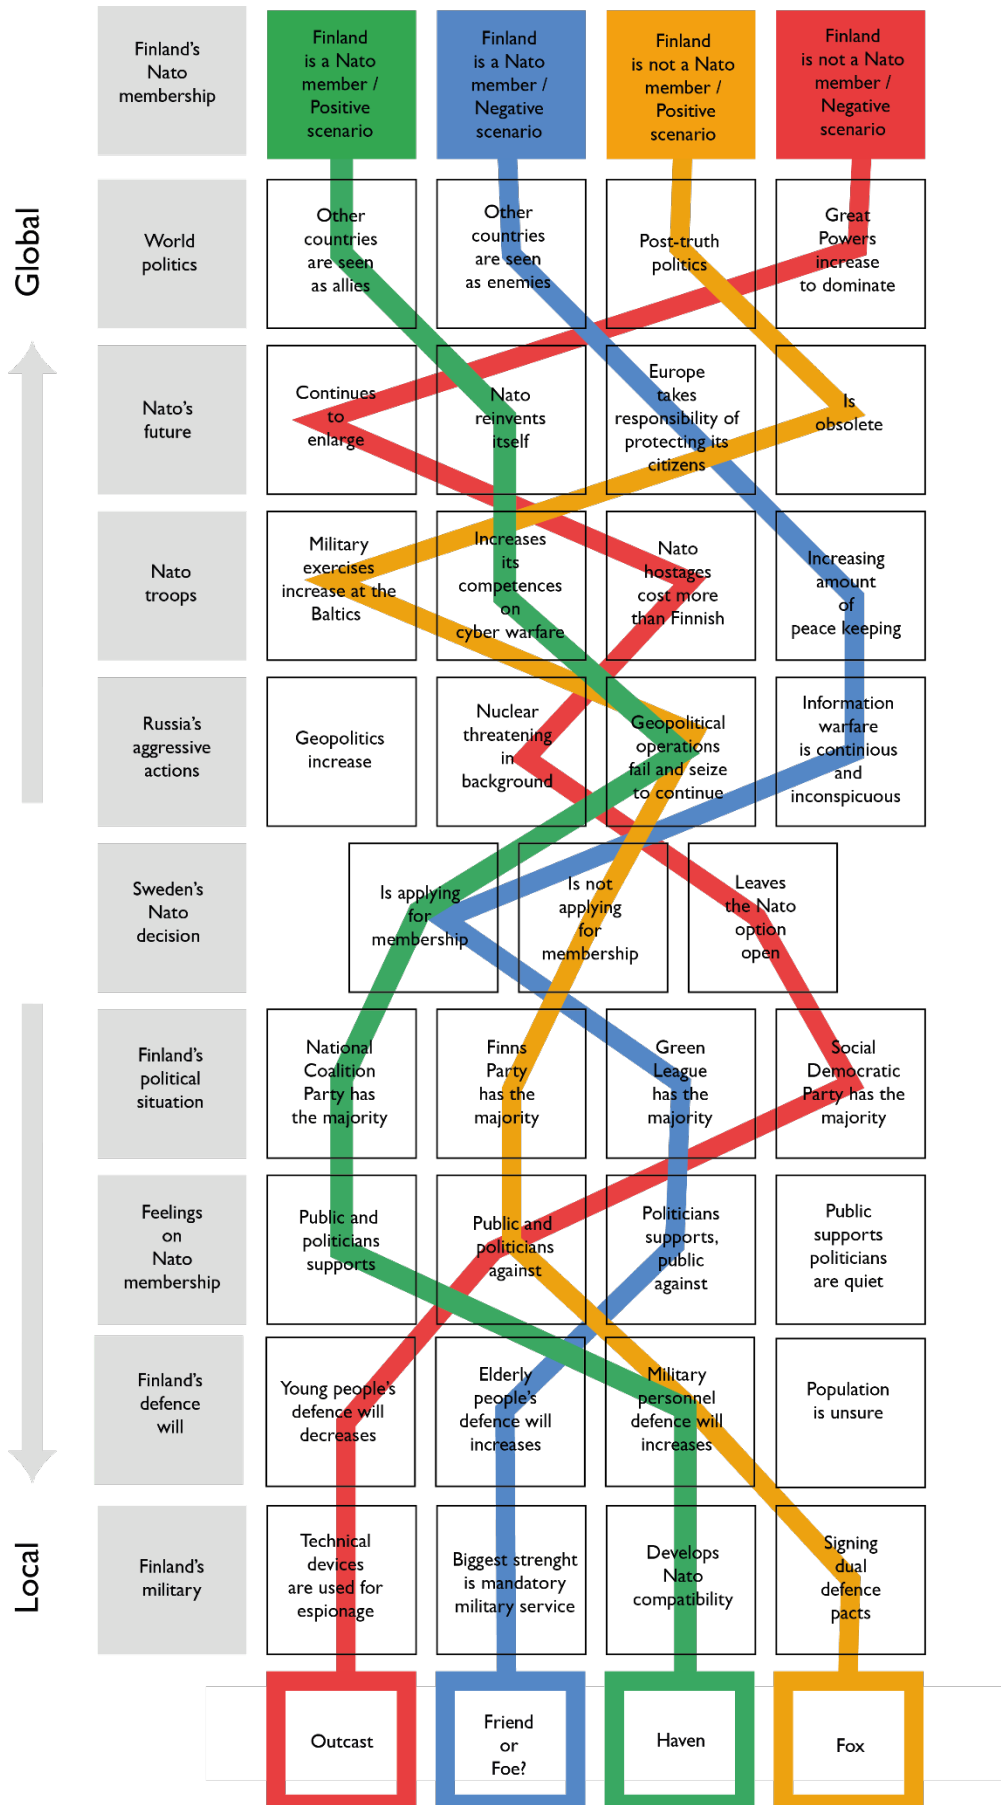 Finland's
Nato
membership
Finland
is a Nato
member /
Positive
scenario
Finland
is a Nato
member /
Negative
scenario
Finland
is not a Nato
member /
Positive
scenario
Finland
is not a Nato
member /
Negative
scenario
Global
World
politics
Other
countries
are seen
as allies
Other
countries
are seen
as enemies
Post-truth
politics
Great
Powers
increase
to dominate
Nato's
future
Continues
to
enlarge
Nato
reinvents
itself
Europe
takes
responsibility of
protecting its
citizens
Is
obsolete
Nato
troops
Military
exercises
increase at the
Baltics
Increases
its
competences
on
cyber warfare
Nato
hostages
cost more
than Finnish
Increasing
amount
of
peace keeping
Russia's
aggressive
actions
Geopolitics
increase
Nuclear
threatening
in
background
Geopolitical
operations
fail and seize
to continue
Information
warfare
is continious
and
inconspicuous
Sweden's
Nato
decision
Is applying
for
membership
Is not
applying
for
membership
Leaves
the Nato
option
open
Finland's
political
situation
National
Coalition
Party has
the majority
Finns
Party
has the
majority
Green
League
has the
majority
Social
Democratic
Party has the
majority
Feelings
on
Nato
membership
Public and
politicians
supports
Public and
politicians
against
Politicians
supports,
public
against
Public
supports
politicians
are quiet
Finland's
defence
will
Young people's
defence will
decreases
Elderly
people's
defence will
increases
Military
personnel
defence will
increases
Population
is unsure
Local
Finland's
military
Technical
devices
are used for
espionage
Biggest strenght
is mandatory
military service
Develops
Nato
compatibility
Signing
dual
defence
pacts
Outcast
Friend
or
Foe?
Haven
Fox